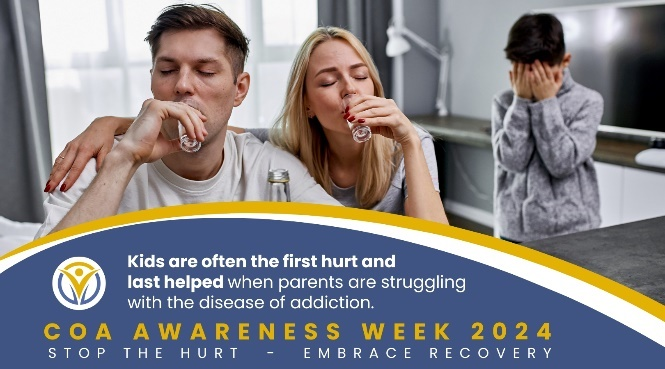 Kids are often the first hurt and
last helped when parents are struggling
with the disease of addiction.
COA AWARENESS WEEK 2024
STOP THE HURT - EMBRACE RECOVERY